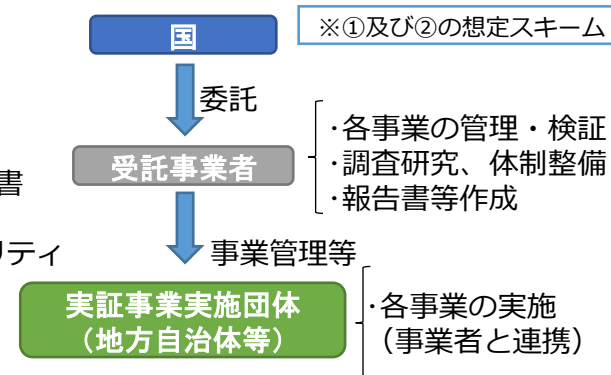 国
※①及び②の想定スキーム
委託
受託事業者
・各事業の管理・検証
・調査研究、体制整備
・報告書等作成
書
リティ
事業管理等
実証事業実施団体
（地方自治体等）
・各事業の実施
（事業者と連携）